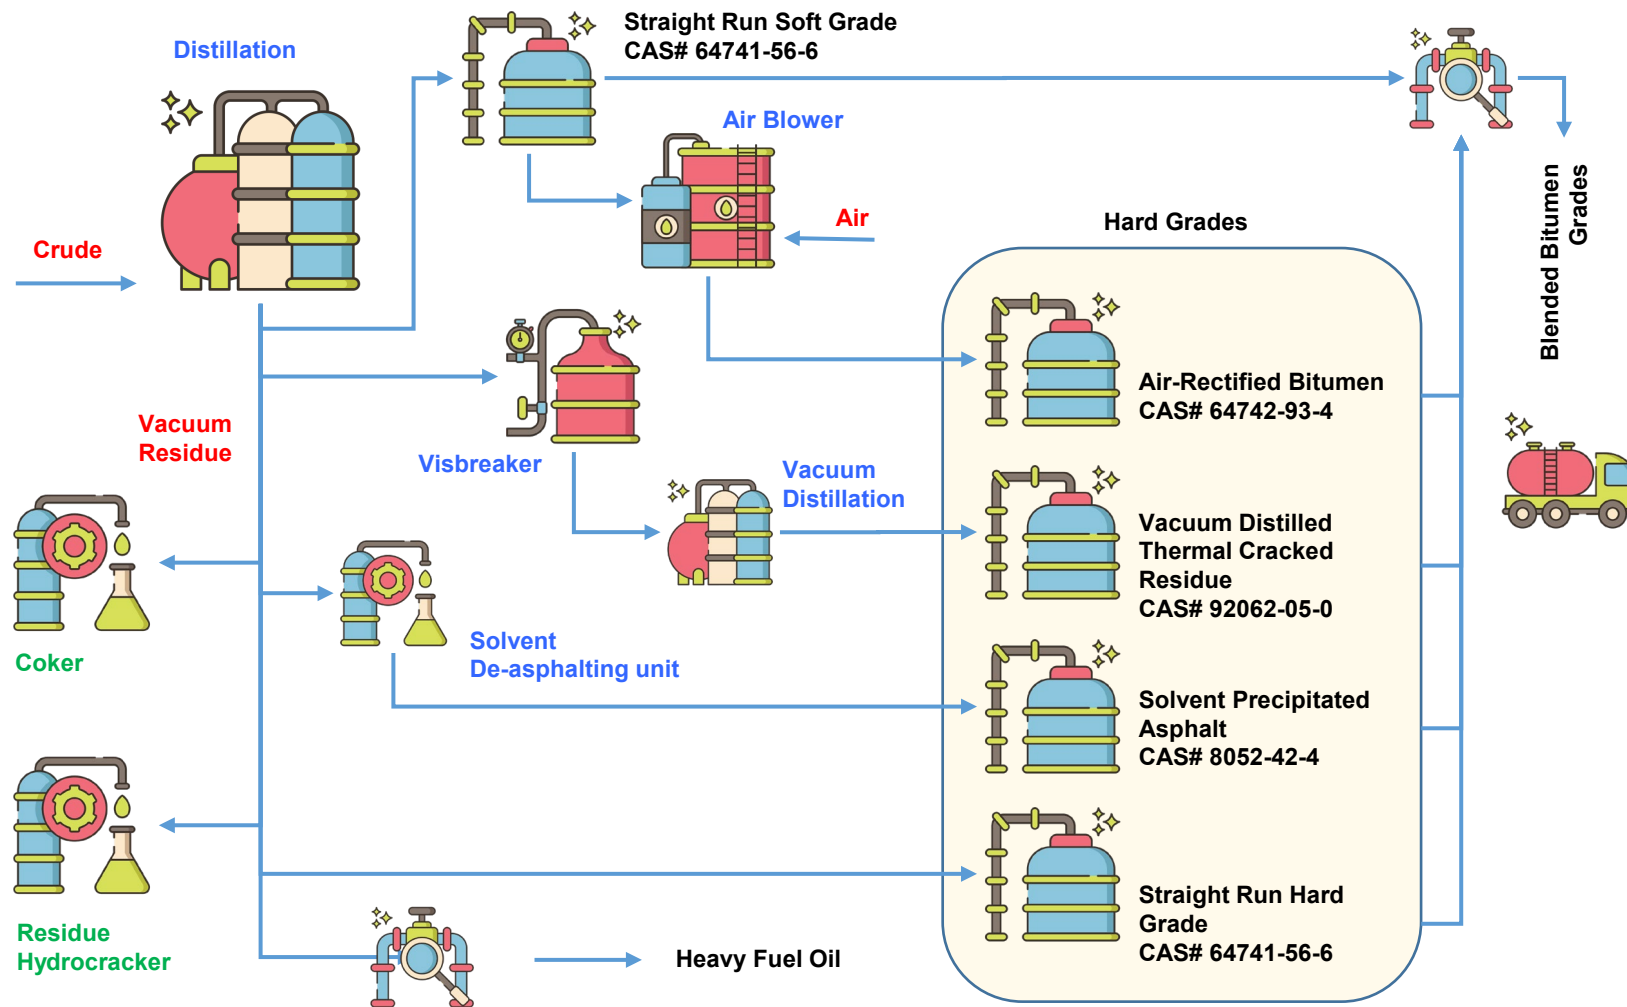 Straight Run Soft Grade
CAS# 64741-56-6
Distillation
Air Blower
Air
Hard Grades
Crude
Blended Bitumen
Grades
Air-Rectified Bitumen
CAS# 64742-93-4
Vacuum
Residue
Visbreaker
Vacuum
Distillation
Vacuum Distilled
Thermal Cracked
Residue
CAS# 92062-05-0
Solvent
De-asphalting unit
Coker
Solvent Precipitated
Asphalt
CAS# 8052-42-4
Straight Run Hard
Grade
CAS# 64741-56-6
Residue
Hydrocracker
Heavy Fuel Oil